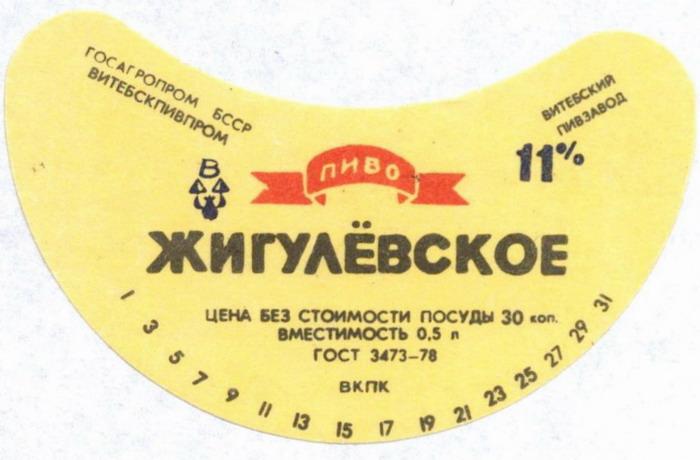 ГОСАГРОПРОМ БССР
ВИТЕБСКПИВПРОМ
ВИТЕБСКИЙ
ПИВЗАВОД
В
ПИВО
11%
ЖИГУЛЁВСКОЕ
ЦЕНА БЕЗ СТОИМОСТИ ПОСУДЫ 30 коп.
ВМЕСТИМОСТЬ 0,5 л
ГОСТ 3473-78
ВКПК
1 3 5 7 9 11 13 15 17 19 21 23 25 27 29 31